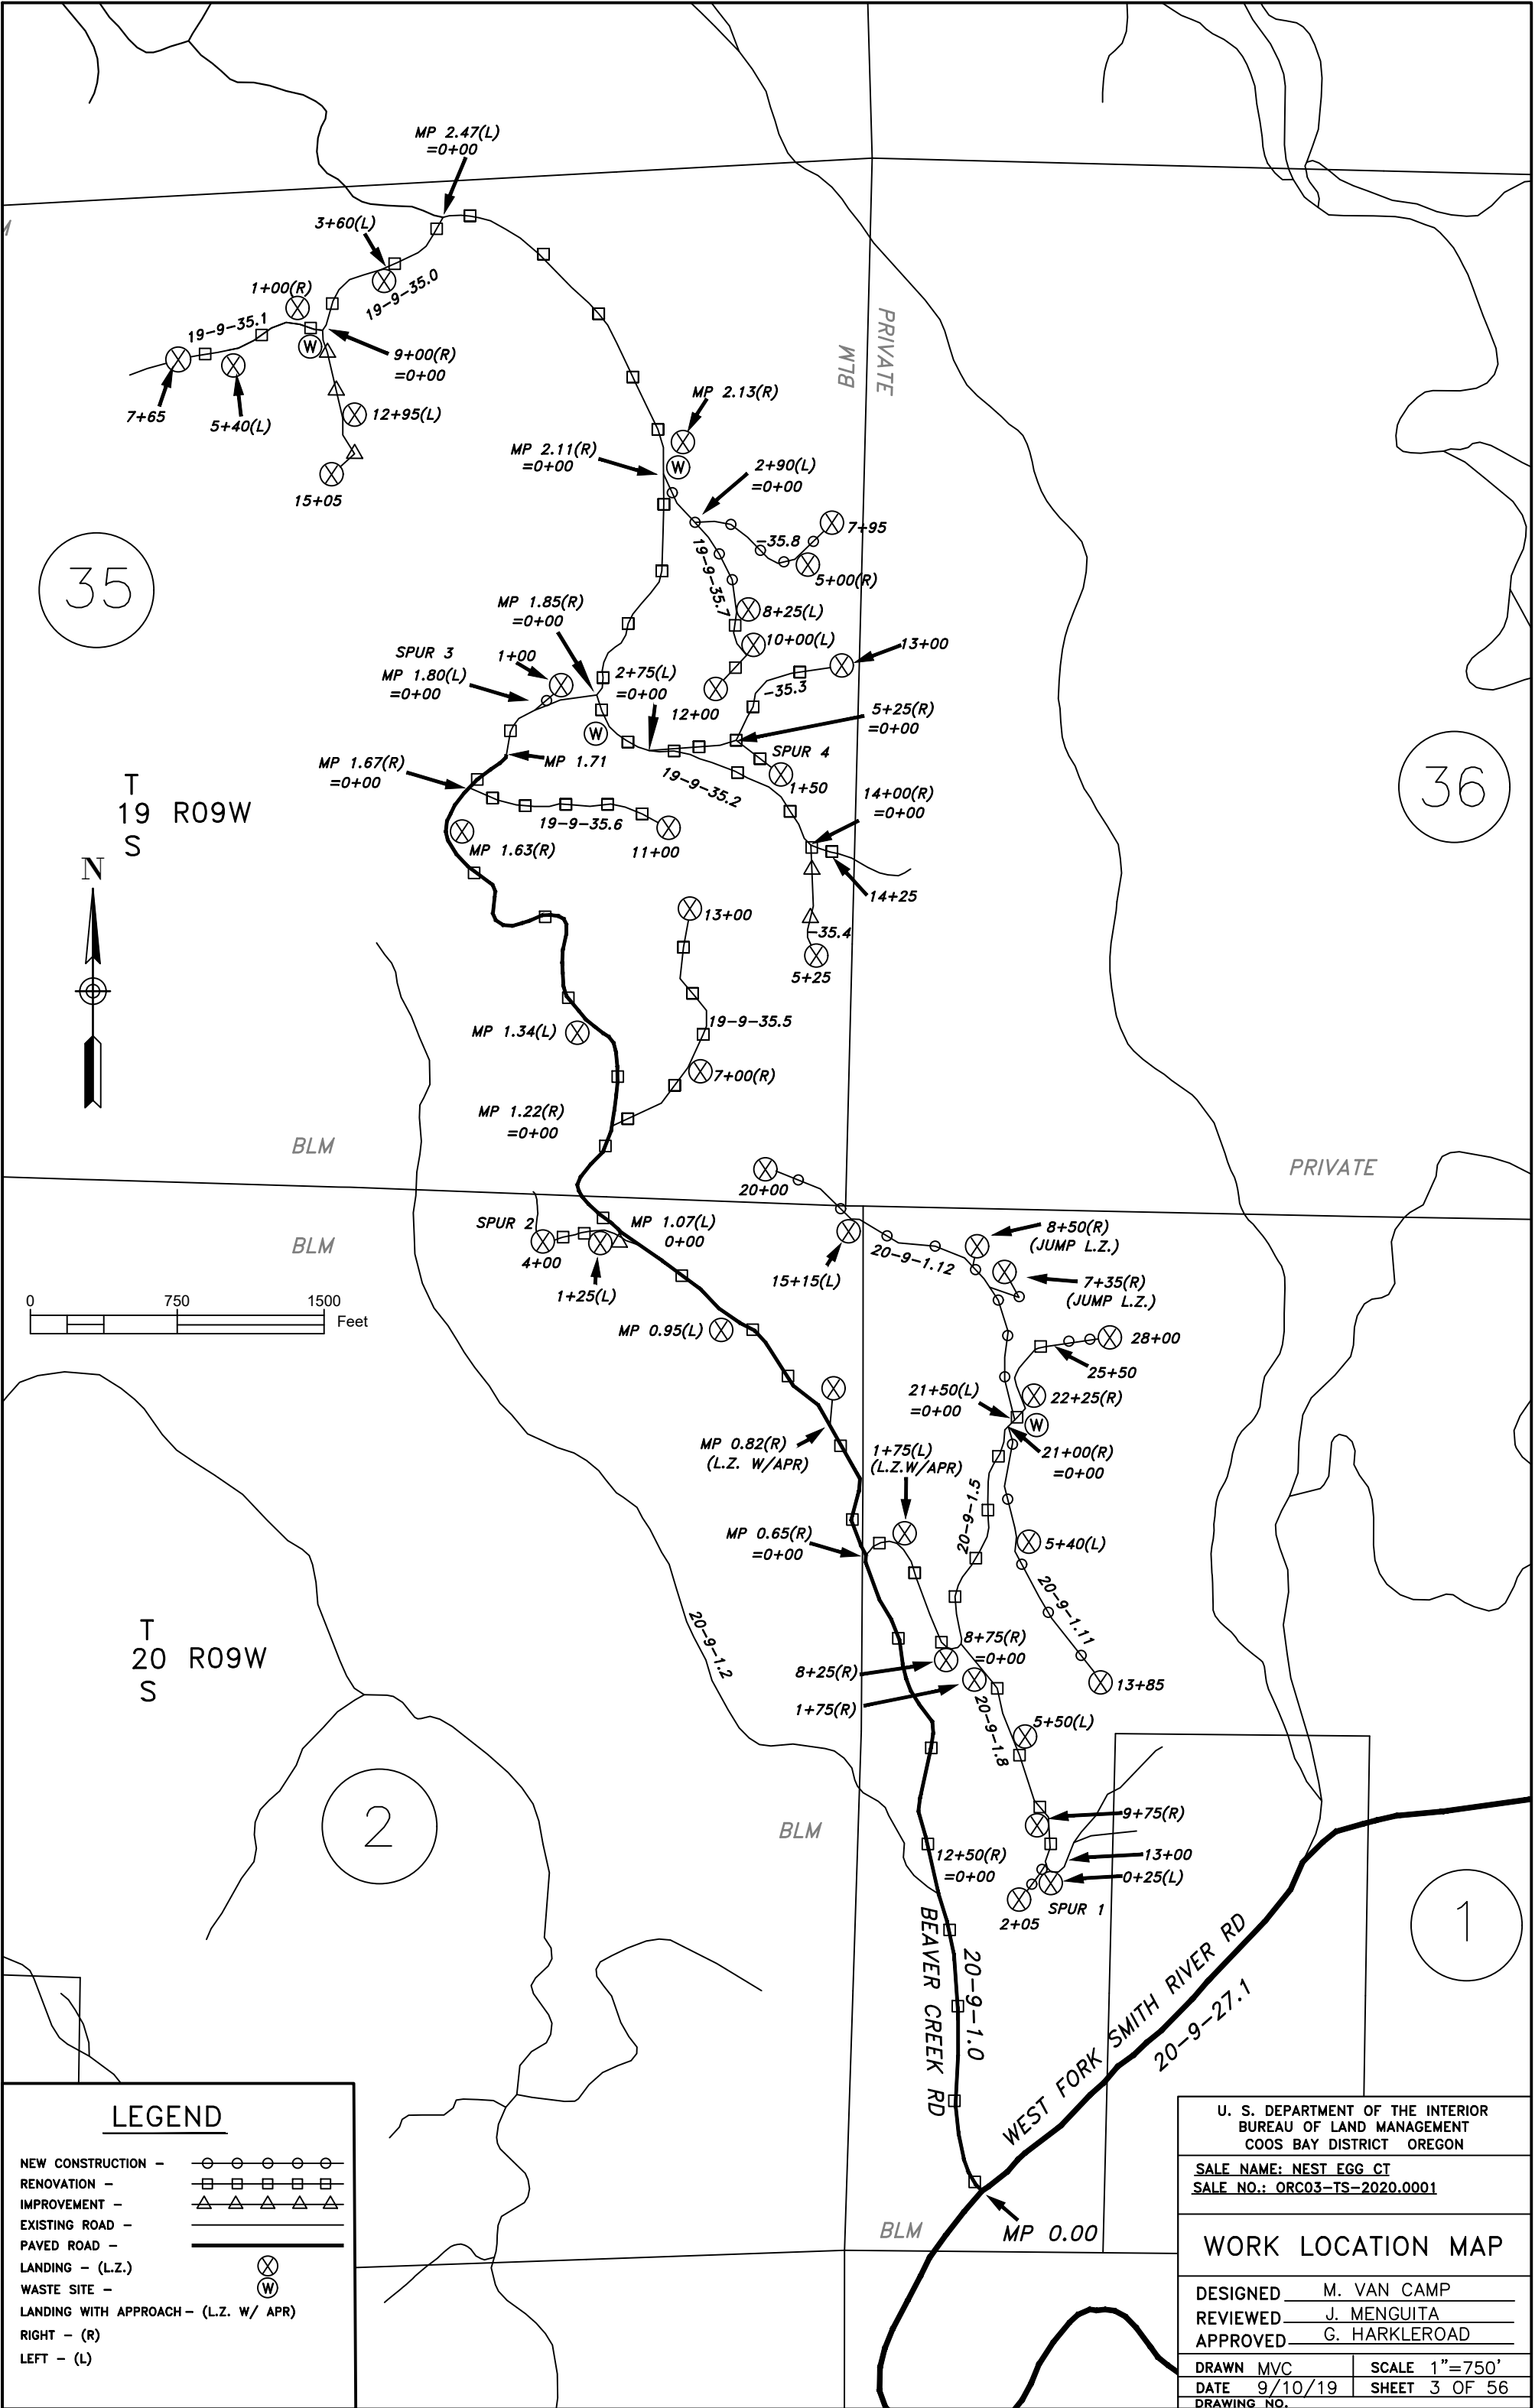 MP 2.47(L)
=0+00
3+60(L)
19-9-35.0
1+00(R)
19-9-35.1
W
9+00(R)
=0+00
7+65
5+40(L)
12+95(L)
15+05
PRIVATE
BLM
MP 2.13(R)
MP 2.11(R)
=0+00
W
2+90(L)
=0+00
-35.8
7+95
5+00(R)
19-9-35.7
35
MP 1.85(R)
=0+00
8+25(L)
10+00(L)
13+00
SPUR 3
1+00
MP 1.80(L)
=0+00
2+75(L)
=0+00
-35.3
12+00
5+25(R)
=0+00
W
SPUR 4
MP 1.71
MP 1.67(R)
=0+00
19-9-35.2
1+50
14+00(R)
=0+00
36
T
19 R09W
S
19-9-35.6
MP 1.63(R)
11+00
14+25
N
13+00
-35.4
5+25
MP 1.34(L)
19-9-35.5
7+00(R)
MP 1.22(R)
=0+00
BLM
PRIVATE
20+00
SPUR 2
MP 1.07(L)
0+00
BLM
4+00
1+25(L)
15+15(L)
20-9-1.12
8+50(R)
(JUMP L.Z.)
7+35(R)
(JUMP L.Z.)
0 750 1500
Feet
MP 0.95(L)
28+00
25+50
21+50(L)
=0+00
22+25(R)
W
MP 0.82(R)
(L.Z. W/APR)
1+75(L)
(L.Z.W/APR)
21+00(R)
=0+00
20-9-1.5
MP 0.65(R)
=0+00
5+40(L)
20-9-1.11
20-9-1.2
T
20 R09W
S
8+75(R)
=0+00
8+25(R)
1+75(R)
13+85
20-9-1.8
5+50(L)
2
BLM
9+75(R)
12+50(R)
=0+00
13+00
0+25(L)
2+05
SPUR 1
1
BEAVER CREEK RD
20-9-1.0
WEST FORK SMITH RIVER RD
20-9-27.1
BLM
MP 0.00
LEGEND
NEW CONSTRUCTION -
RENOVATION -
IMPROVEMENT -
EXISTING ROAD -
PAVED ROAD -
LANDING - (L.Z.)
WASTE SITE - W
LANDING WITH APPROACH - (L.Z. W/ APR)
RIGHT - (R)
LEFT - (L)
U. S. DEPARTMENT OF THE INTERIOR
BUREAU OF LAND MANAGEMENT
COOS BAY DISTRICT OREGON
SALE NAME: NEST EGG CT
SALE NO.: ORC03-TS-2020.0001
WORK LOCATION MAP
DESIGNED M. VAN CAMP
REVIEWED J. MENGUITA
APPROVED G. HARKLEROAD
DRAWN MVC SCALE 1"=750'
DATE 9/10/19 SHEET 3 OF 56
DRAWING NO.